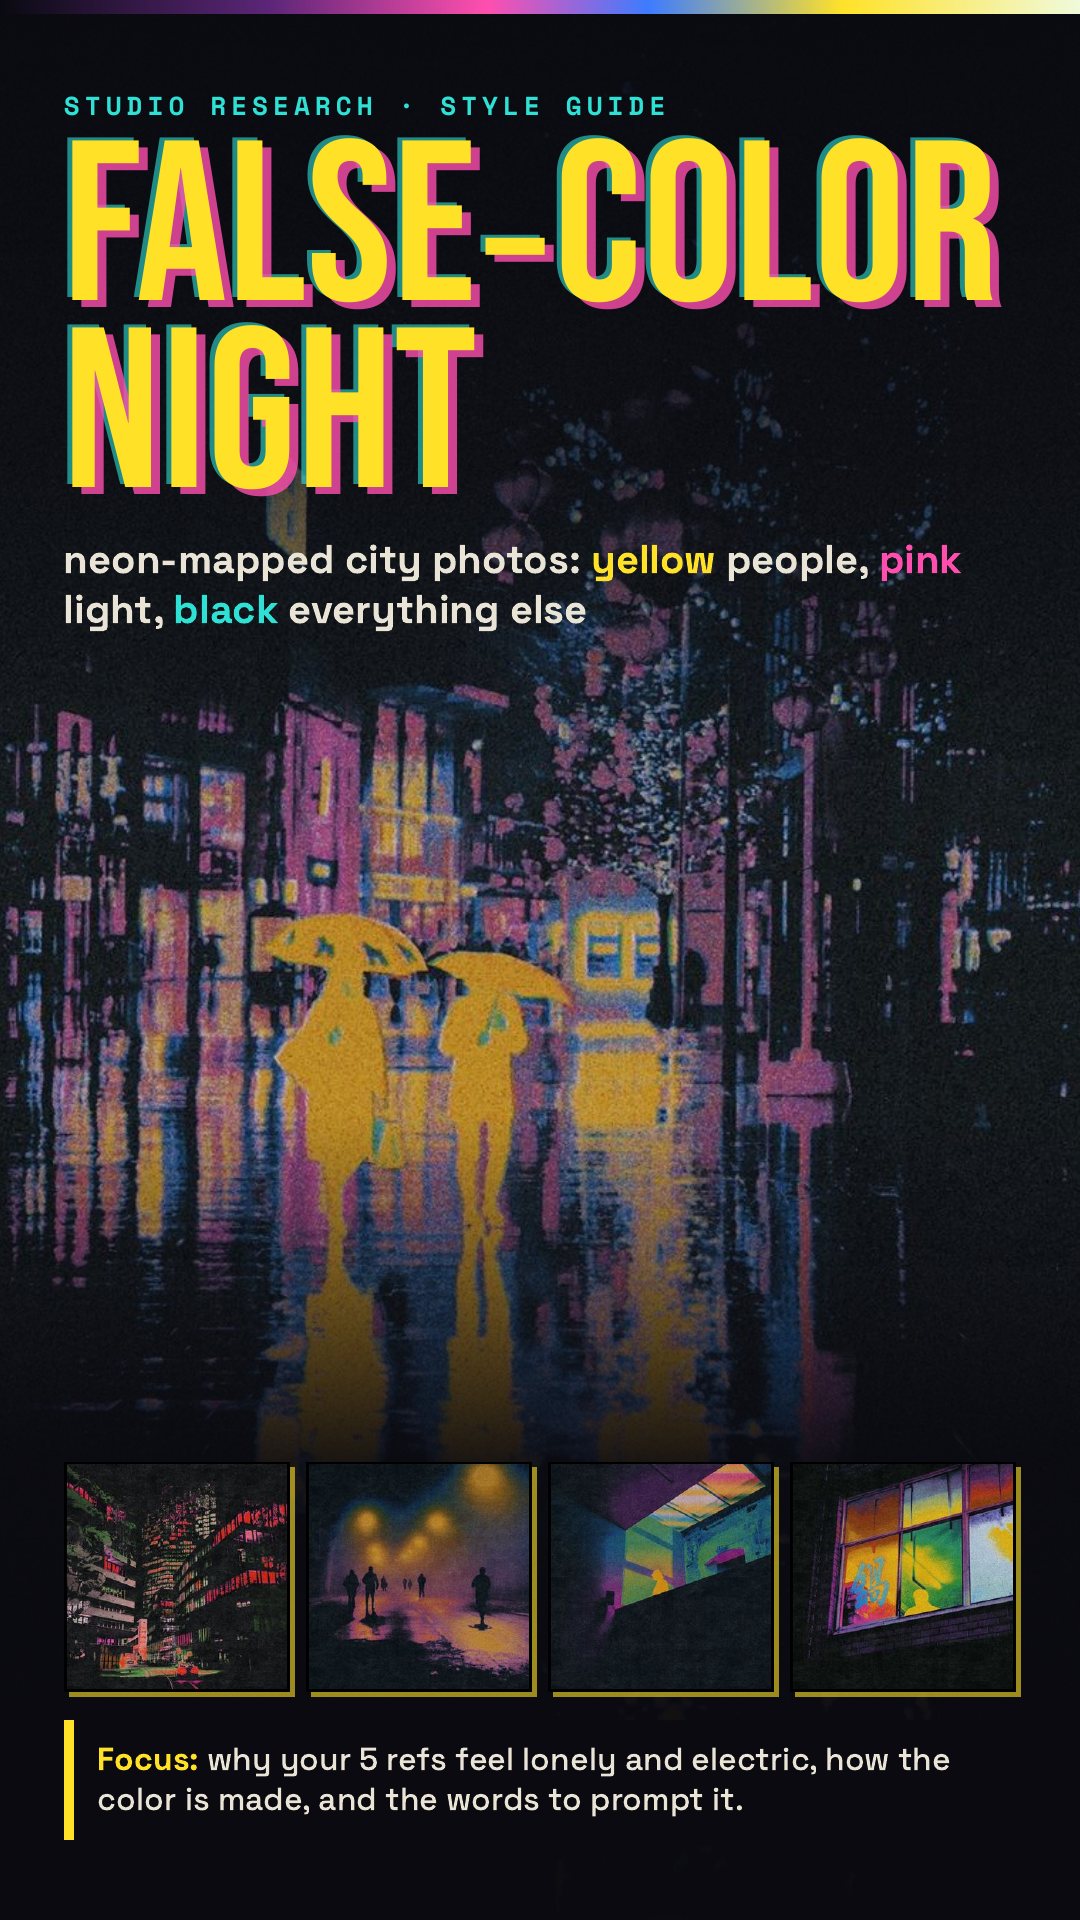 STUDIO RESEARCH · STYLE GUIDE
FALSE-COLOR
NIGHT
neon-mapped city photos: yellow people, pink
light, black everything else
Focus: why your 5 refs feel lonely and electric, how the
color is made, and the words to prompt it.